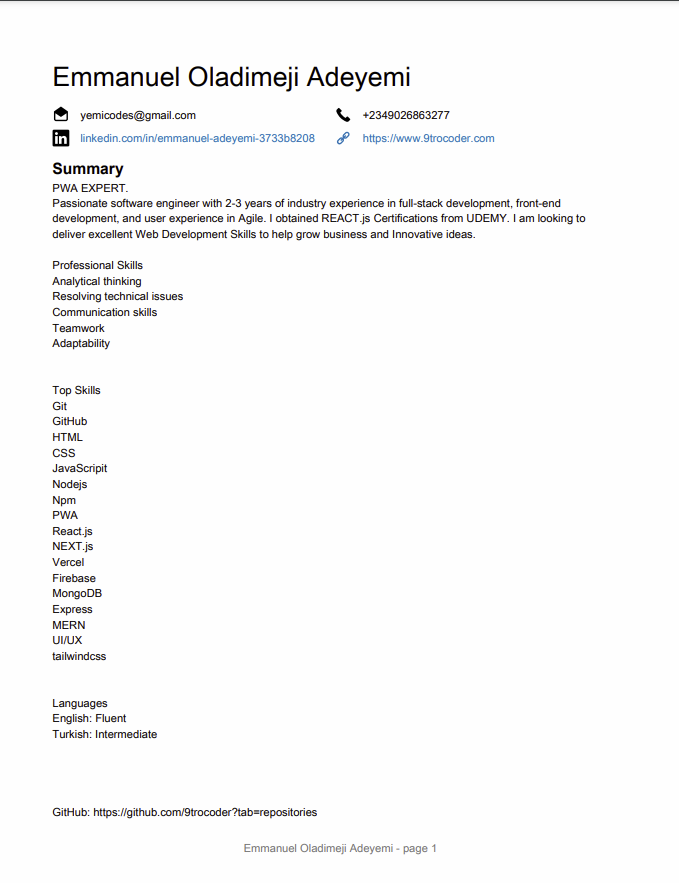 Emmanuel Oladimeji Adeyemi
yemicodes@gmail.com +2349026863277
linkedin.com/in/emmanuel-adeyemi-3733b8208 https://www.9trocoder.com
Summary
PWA EXPERT.
Passionate software engineer with 2-3 years of industry experience in full-stack development, front-end
development, and user experience in Agile. I obtained REACT.js Certifications from UDEMY. I am looking to
deliver excellent Web Development Skills to help grow business and Innovative ideas.
Professional Skills
Analytical thinking
Resolving technical issues
Communication skills
Teamwork
Adaptability
Top Skills
Git
GitHub
HTML
CSS
JavaScripit
Nodejs
Npm
PWA
React.js
NEXT.js
Vercel
Firebase
MongoDB
Express
MERN
UI/UX
tailwindcss
Languages
English: Fluent
Turkish: Intermediate
GitHub: https://github.com/9trocoder?tab=repositories
Emmanuel Oladimeji Adeyemi - page 1